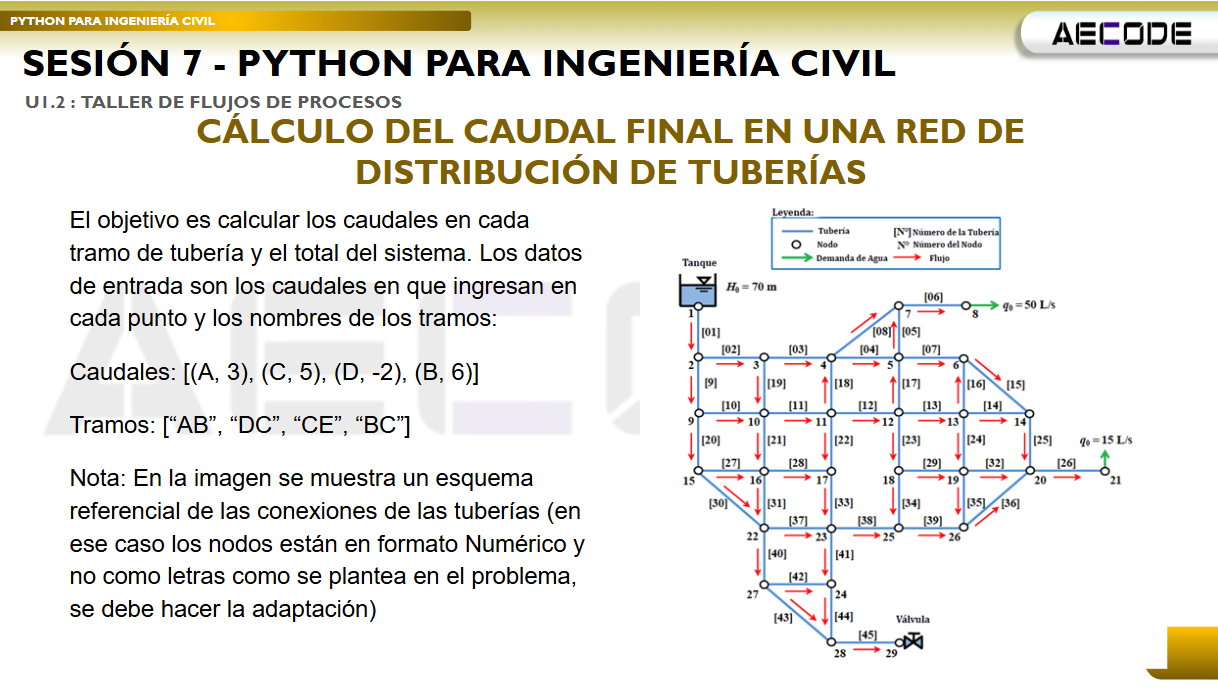 PYTHON PARA INGENIERÍA CIVIL
AECODE
SESIÓN 7 - PYTHON PARA INGENIERÍA CIVIL
U1.2 : TALLER DE FLUJOS DE PROCESOS
CÁLCULO DEL CAUDAL FINAL EN UNA RED DE
DISTRIBUCIÓN DE TUBERÍAS
El objetivo es calcular los caudales en cada
tramo de tubería y el total del sistema. Los datos
de entrada son los caudales en que ingresan en
cada punto y los nombres de los tramos:
Caudales: [(A, 3), (C, 5), (D, -2), (B, 6)]
Tramos: [“AB”, “DC”, “CE”, “BC”]
Nota: En la imagen se muestra un esquema
referencial de las conexiones de las tuberías (en
ese caso los nodos están en formato Numérico y
no como letras como se plantea en el problema,
se debe hacer la adaptación)
Leyenda:
Tubería [N°] Número de la Tubería
Nodo N° Número del Nodo
Demanda de Agua Flujo
Tanque
H₀ = 70 m
[06]
1 7 8 q₀ = 50 L/s
[01] [08] [05]
[02] [03] [04] [07]
2 3 4 5 6
[9] [19] [18] [17] [16] [15]
[10] [11] [12] [13] [14]
9 10 11 12 13 14
[20] [21] [22] [23] [24] [25] q₀ = 15 L/s
[27] [28] [29] [32] [26]
15 16 17 18 19 20 21
[30] [31] [33] [34] [35] [36]
[37] [38] [39]
22 23 25 26
[40] [41]
[42]
27 24
[43] [44] Válvula
[45]
28 29